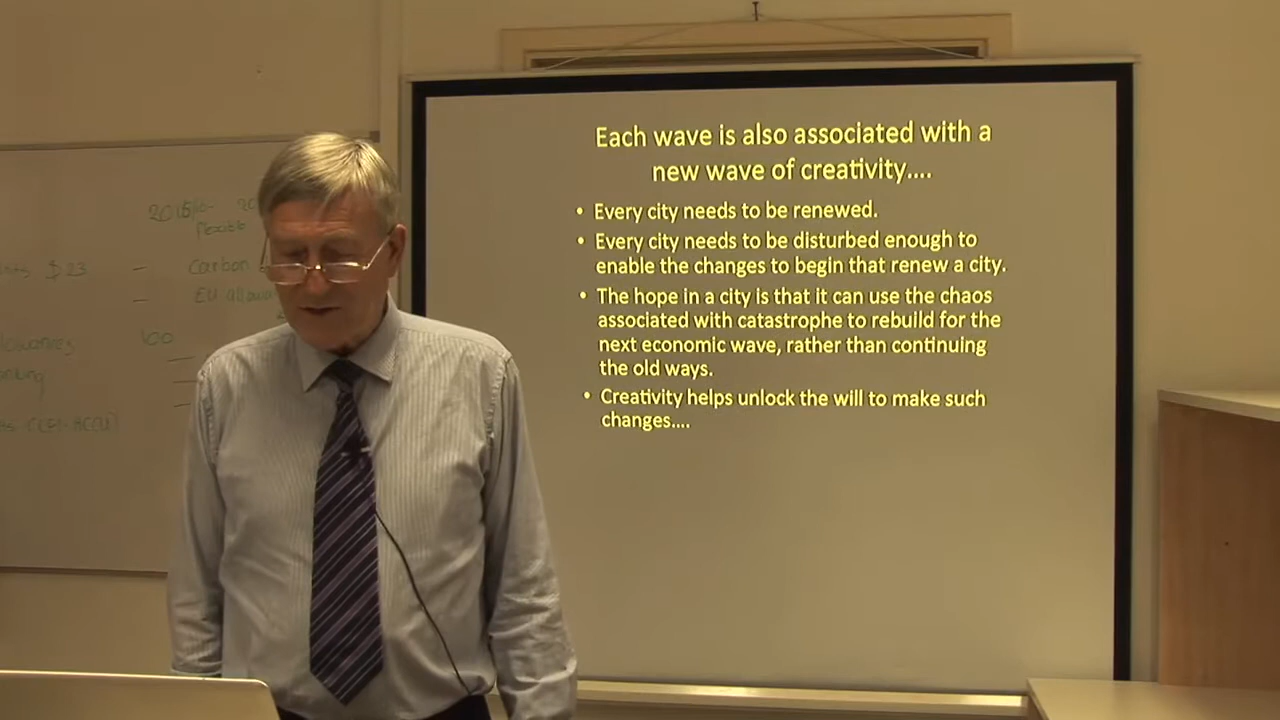 Each wave is also associated with a
new wave of creativity....
• Every city needs to be renewed.
• Every city needs to be disturbed enough to
enable the changes to begin that renew a city.
• The hope in a city is that it can use the chaos
associated with catastrophe to rebuild for the
next economic wave, rather than continuing
the old ways.
• Creativity helps unlock the will to make such
changes....
$23
Carbon
EU
100